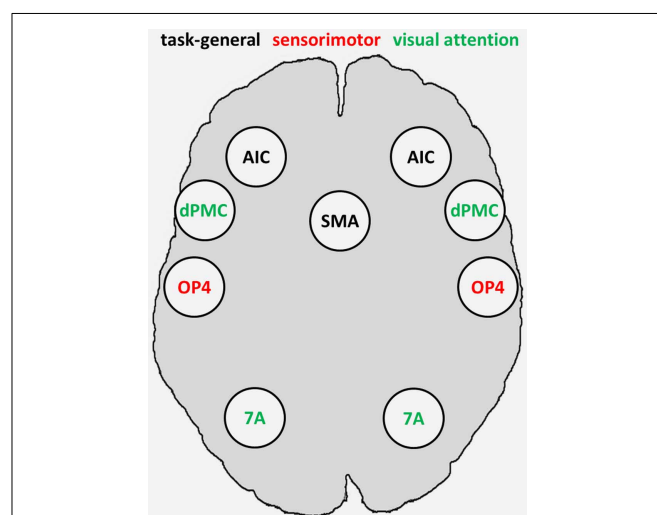 task-general sensorimotor visual attention
AIC AIC
dPMC SMA dPMC
OP4 OP4
7A 7A